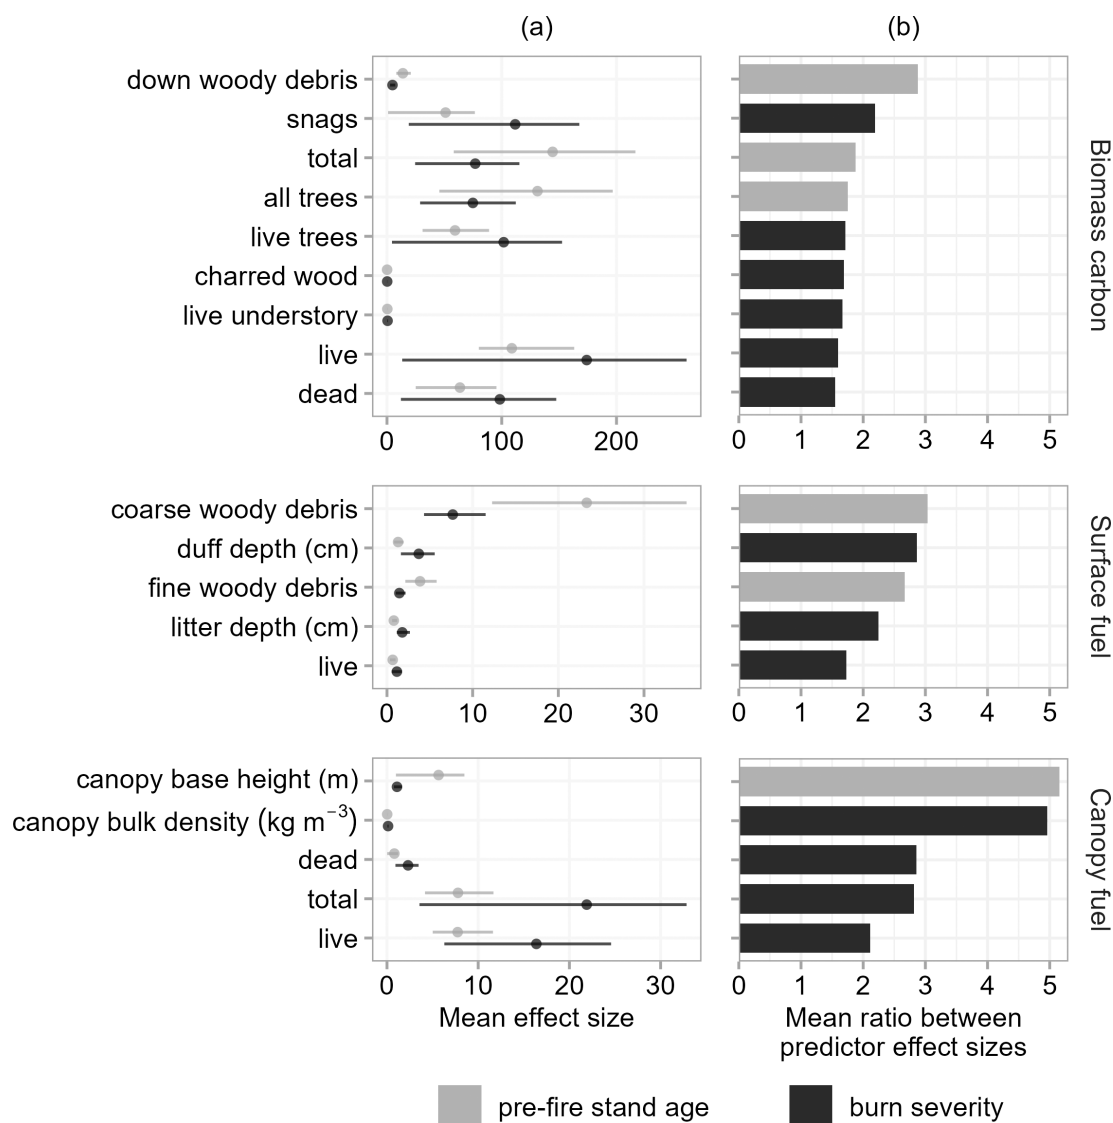 (a) (b)
down woody debris
snags
total
all trees
live trees
charred wood
live understory
live
dead
Biomass carbon
0 100 200
0 1 2 3 4 5
coarse woody debris
duff depth (cm)
fine woody debris
litter depth (cm)
live
Surface fuel
0 10 20 30
0 1 2 3 4 5
canopy base height (m)
canopy bulk density (kg m⁻³)
dead
total
live
Canopy fuel
0 10 20 30
0 1 2 3 4 5
Mean effect size
Mean ratio between
predictor effect sizes
pre-fire stand age
burn severity